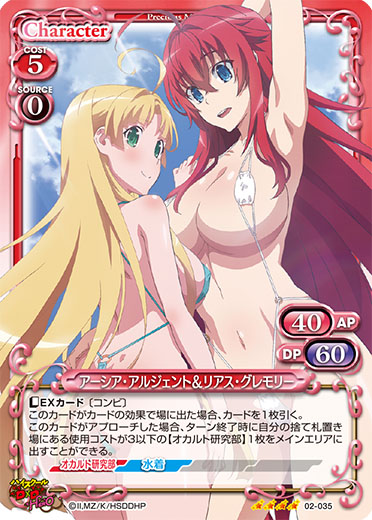 Precious M
Character
COST
5
SOURCE
0
40 AP
DP 60
アーシア・アルジェント&リアス・グレモリー
EXカード [コンビ]
このカードがカードの効果で場に出た場合、カードを1枚引く。
このカードがアプローチした場合、ターン終了時に自分の捨て札置き
場にある使用コストが3以下の【オカルト研究部】1枚をメインエリアに
出すことができる。
オカルト研究部 水着
ハイスクール
©II,MZ/K/HSDDHP
02-035